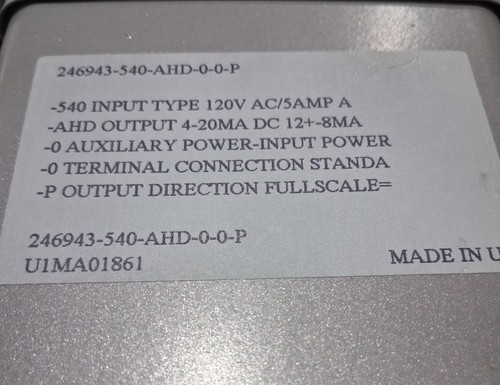 246943-540-AHD-0-0-P
-540 INPUT TYPE 120V AC/5AMP A
-AHD OUTPUT 4-20MA DC 12+-8MA
-0 AUXILIARY POWER-INPUT POWER
-0 TERMINAL CONNECTION STANDA
-P OUTPUT DIRECTION FULLSCALE=
246943-540-AHD-0-0-P
U1MA01861
MADE IN U